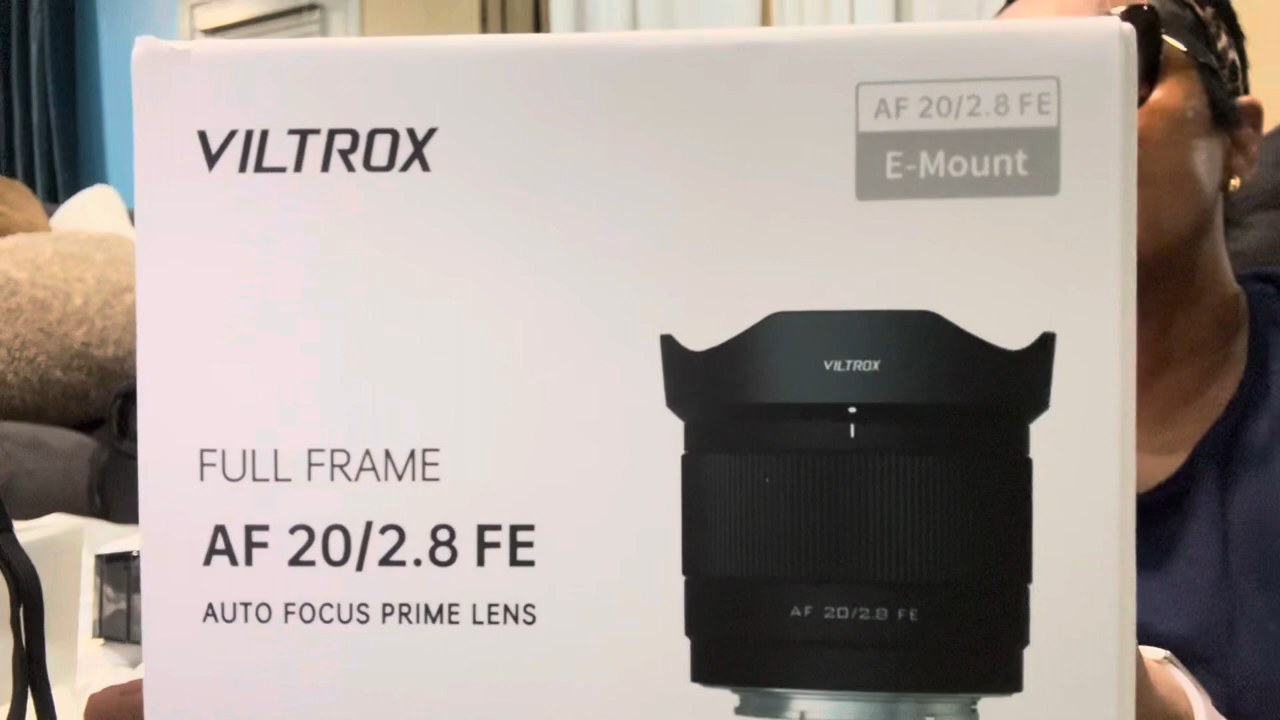 VILTROX
AF 20/2.8 FE
E-Mount
VILTROX
FULL FRAME
AF 20/2.8 FE
AUTO FOCUS PRIME LENS
AF 20/2.8 FE